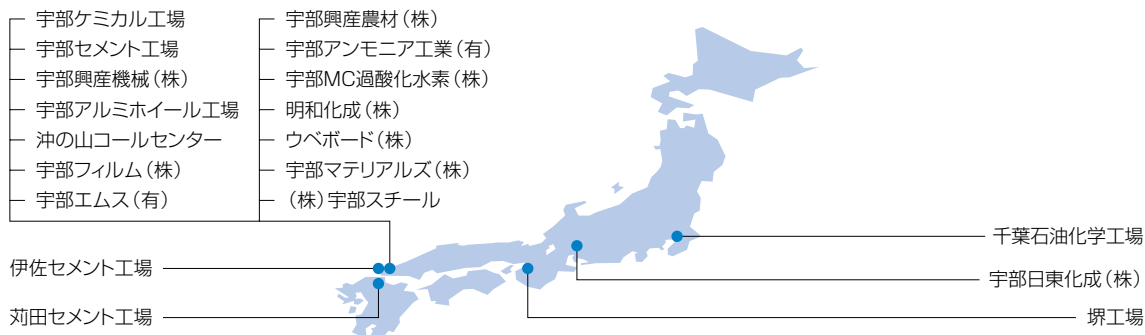 宇部ケミカル工場
宇部セメント工場
宇部興産機械（株）
宇部アルミホイール工場
沖の山コールセンター
宇部フィルム（株）
宇部エムス（有）
宇部興産農材（株）
宇部アンモニア工業（有）
宇部MC過酸化水素（株）
明和化成（株）
ウベボード（株）
宇部マテリアルズ（株）
（株）宇部スチール
伊佐セメント工場
苅田セメント工場
千葉石油化学工場
宇部日東化成（株）
堺工場